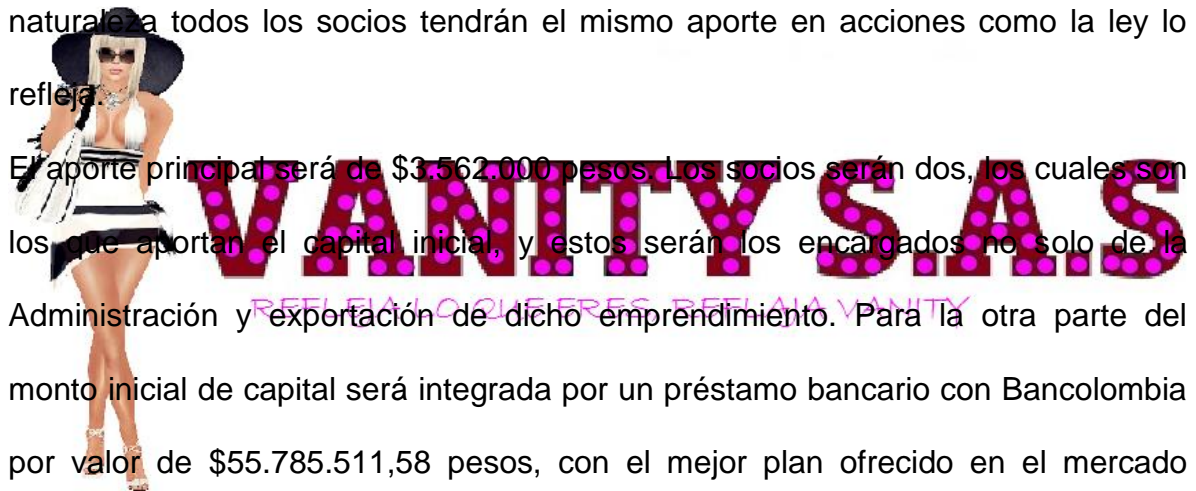 naturaleza todos los socios tendrán el mismo aporte en acciones como la ley lo
refleja.
El aporte principal será de $3.562.000 pesos. Los socios serán dos, los cuales son
VANITY S.A.S
los que aportan el capital inicial, y estos serán los encargados no solo de la
REFLEJA LO QUE ERES, REFLAJA VANITY
Administración y exportación de dicho emprendimiento. Para la otra parte del
monto inicial de capital será integrada por un préstamo bancario con Bancolombia
por valor de $55.785.511,58 pesos, con el mejor plan ofrecido en el mercado